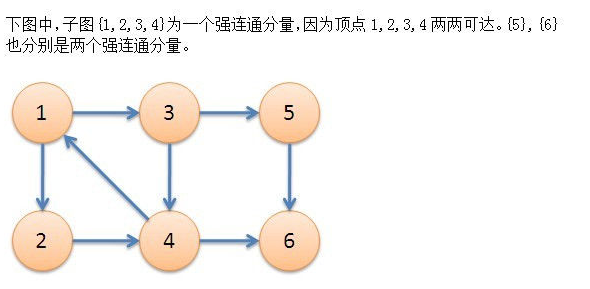 下图中,子图{1,2,3,4}为一个强连通分量,因为顶点1,2,3,4两两可达。{5},{6}
也分别是两个强连通分量。
1 3 5
2 4 6